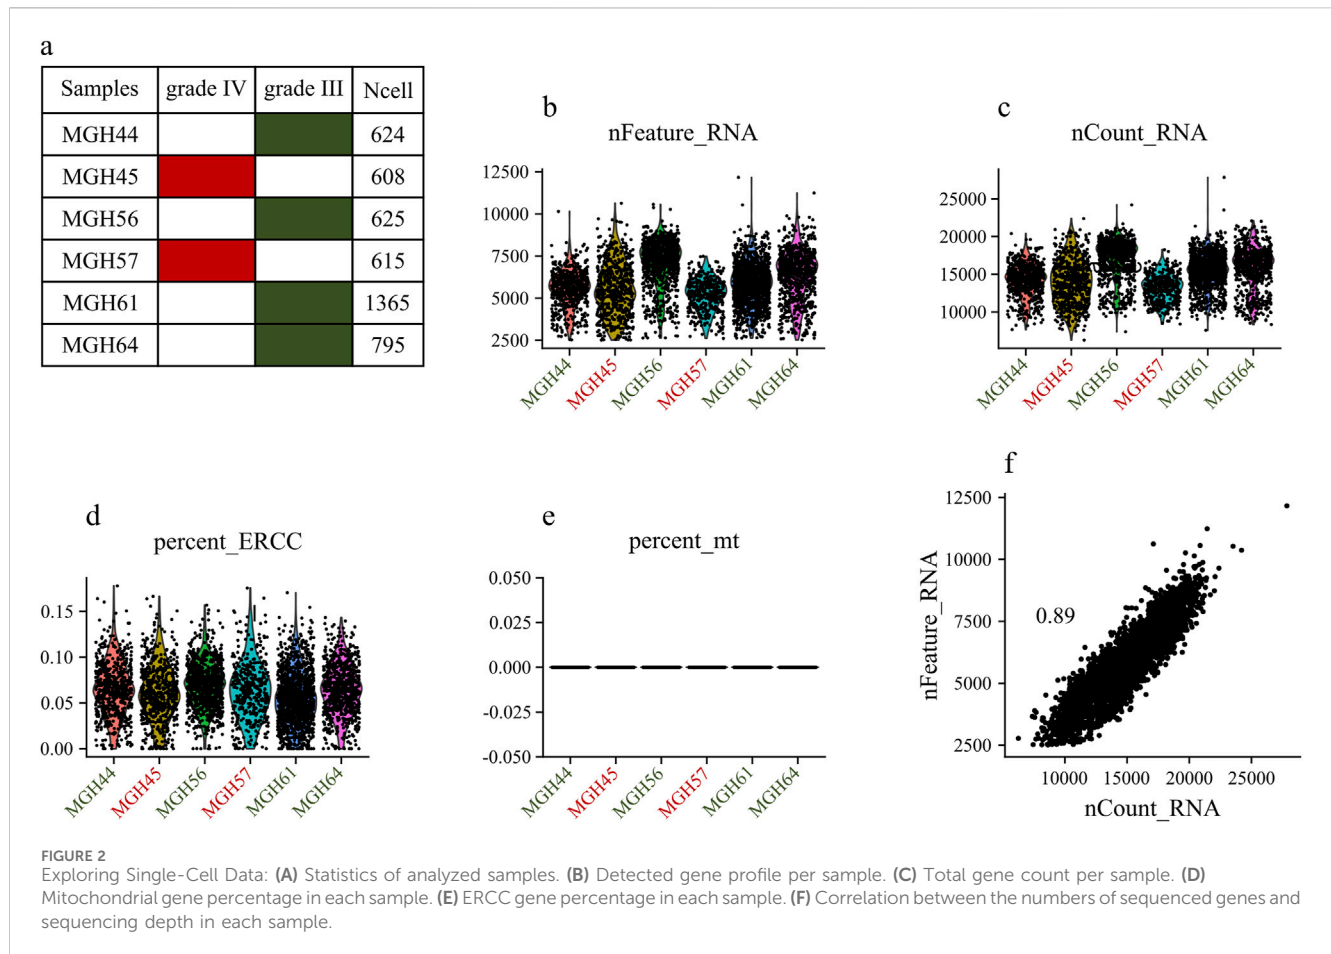 a
Samples grade IV grade III Ncell
MGH44 624
MGH45 608
MGH56 625
MGH57 615
MGH61 1365
MGH64 795
b
nFeature_RNA
12500
10000
7500
5000
2500
MGH44 MGH45 MGH56 MGH57 MGH61 MGH64
c
nCount_RNA
25000
20000
15000
10000
MGH44 MGH45 MGH56 MGH57 MGH61 MGH64
d
percent_ERCC
0.15
0.10
0.05
0.00
MGH44 MGH45 MGH56 MGH57 MGH61 MGH64
e
percent_mt
0.050
0.025
0.000
-0.025
-0.050
MGH44 MGH45 MGH56 MGH57 MGH61 MGH64
f
nFeature_RNA
12500
10000
7500
5000
2500
0.89
10000 15000 20000 25000
nCount_RNA
FIGURE 2
Exploring Single-Cell Data: (A) Statistics of analyzed samples. (B) Detected gene profile per sample. (C) Total gene count per sample. (D)
Mitochondrial gene percentage in each sample. (E) ERCC gene percentage in each sample. (F) Correlation between the numbers of sequenced genes and
sequencing depth in each sample.